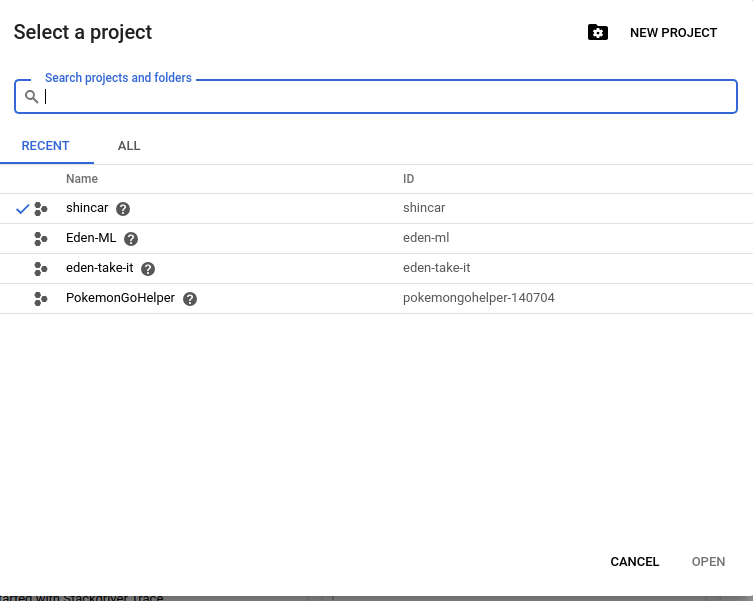 Select a project
NEW PROJECT
Search projects and folders
RECENT ALL
Name ID
shincar shincar
Eden-ML eden-ml
eden-take-it eden-take-it
PokemonGoHelper pokemongohelper-140704
CANCEL OPEN
tarted with Stackdriver Trace